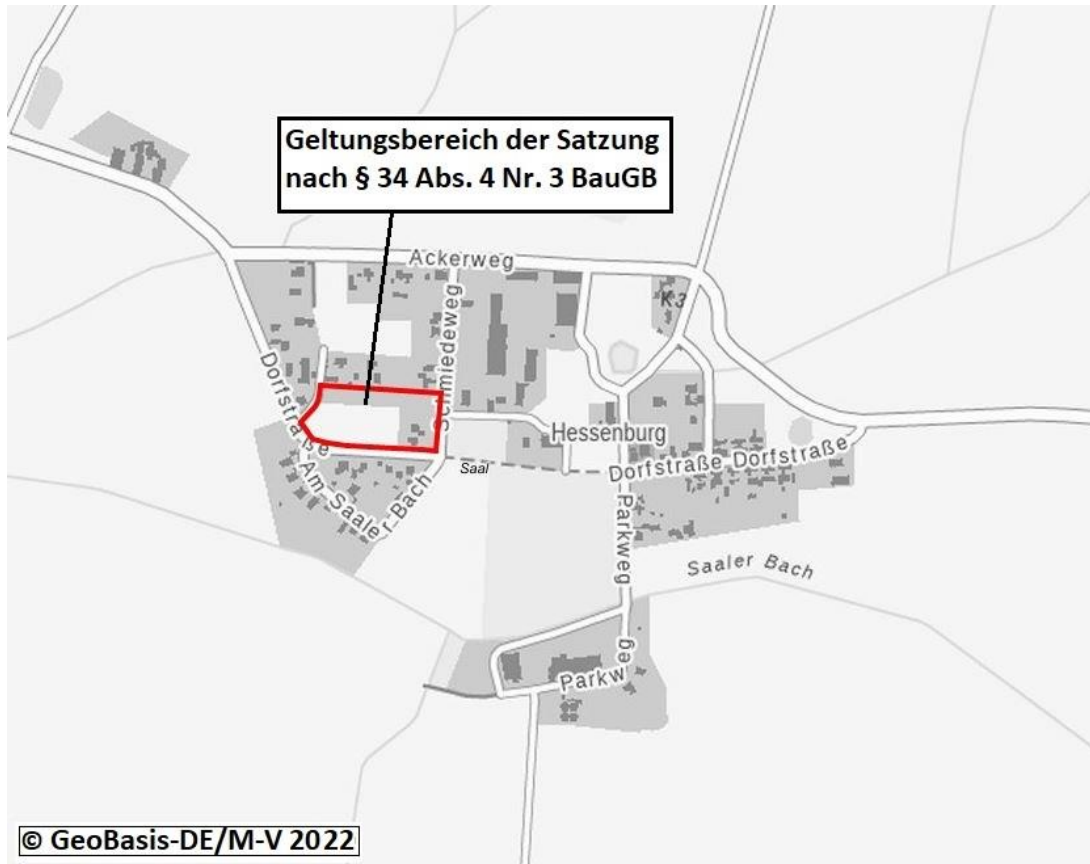 Geltungsbereich der Satzung
nach § 34 Abs. 4 Nr. 3 BauGB
Ackerweg
Schmiedeweg
K3
Dorfstraße
Hessenburg
Saal
Dorfstraße Dorfstraße
Am Saaler-Bach
Parkweg
Saaler Bach
Parkweg
© GeoBasis-DE/M-V 2022